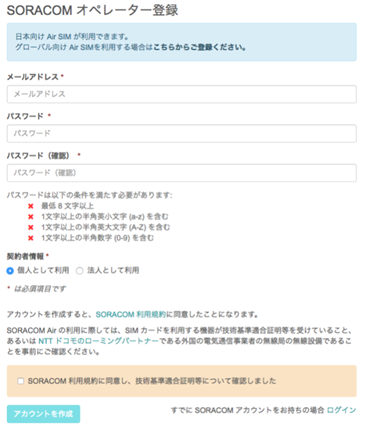 SORACOM オペレーター登録
日本向け Air SIM が利用できます。
グローバル向け Air SIMを利用する場合はこちらからご登録ください。
メールアドレス *
メールアドレス
パスワード *
パスワード
パスワード（確認） *
パスワード（確認）
パスワードは以下の条件を満たす必要があります:
✖ 最低 8 文字以上
✖ 1文字以上の半角英小文字 (a-z) を含む
✖ 1文字以上の半角英大文字 (A-Z) を含む
✖ 1文字以上の半角数字 (0-9) を含む
契約者情報 *
個人として利用 法人として利用
* は必須項目です
アカウントを作成すると、SORACOM 利用規約に同意したことになります。
SORACOM Air の利用に際しては、SIM カードを利用する機器が技術基準適合証明等を受けていること、
あるいは NTT ドコモのローミングパートナーである外国の電気通信事業者の無線局の無線設備であるこ
とを事前にご確認ください。
SORACOM 利用規約に同意し、技術基準適合証明等について確認しました
アカウントを作成 すでに SORACOM アカウントをお持ちの場合 ログイン